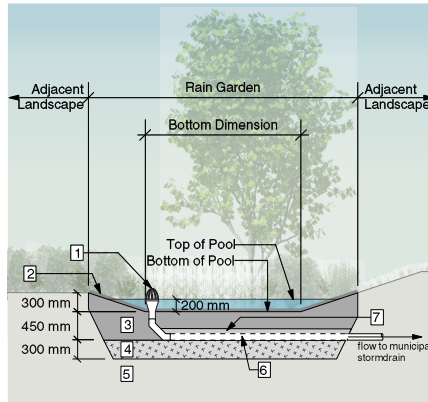 Adjacent
Landscape
Rain Garden
Adjacent
Landscape
Bottom Dimension
1
Top of Pool
Bottom of Pool
2
300 mm
200 mm
3
7
450 mm
300 mm
4
flow to municipa
stormdrain
5
6